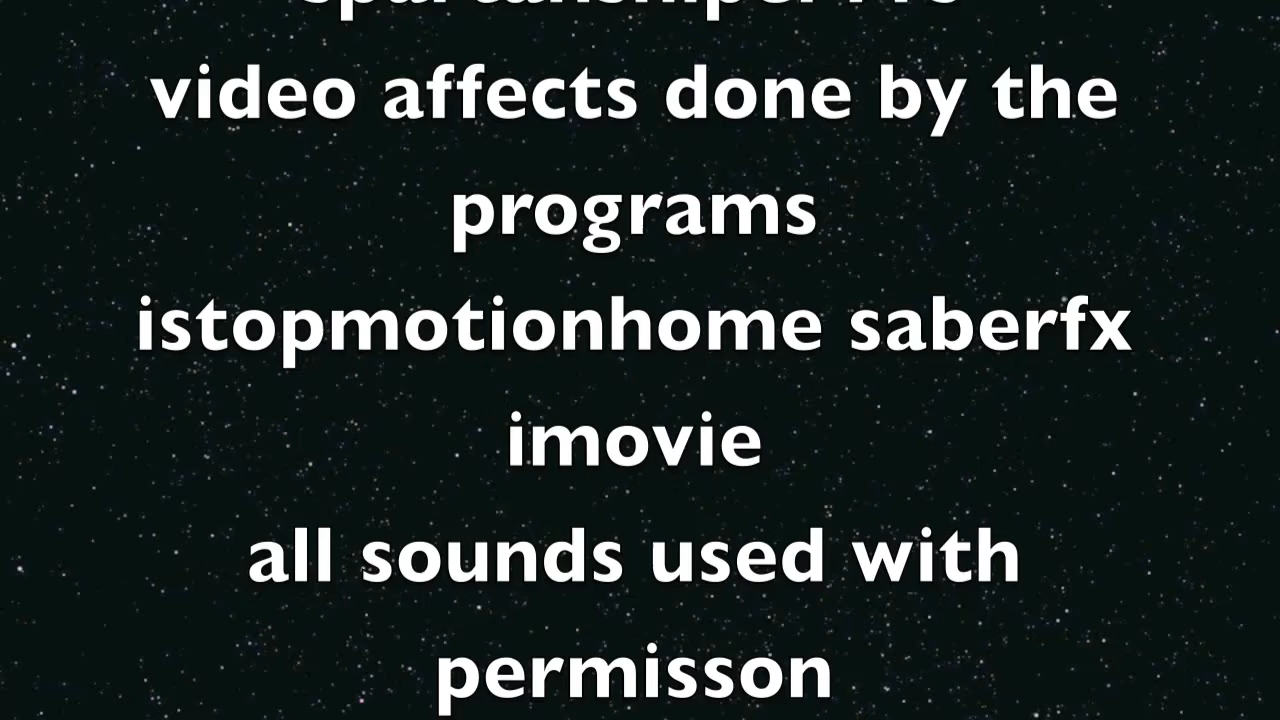 video affects done by the
programs
istopmotionhome saberfx
imovie
all sounds used with
permisson